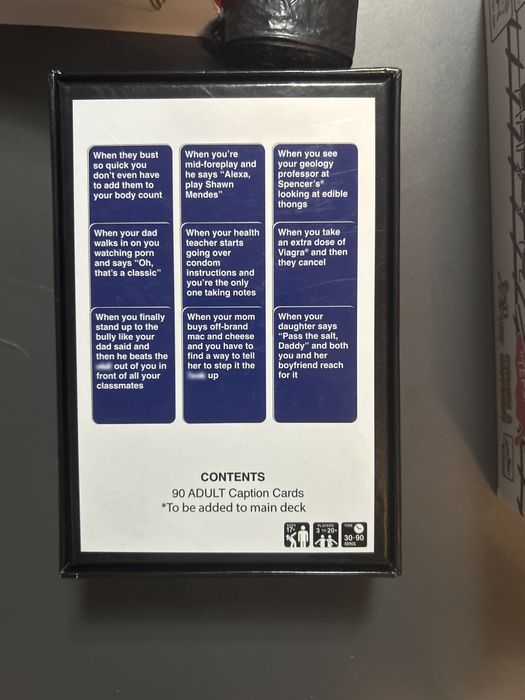 When they bust
so quick you
don't even have
to add them to
your body count
When you're
mid-foreplay and
he says "Alexa,
play Shawn
Mendes"
When you see
your geology
professor at
Spencer's®
looking at edible
thongs
When your dad
walks in on you
watching porn
and says "Oh,
that's a classic"
When your health
teacher starts
going over
condom
instructions and
you're the only
one taking notes
When you take
an extra dose of
Viagra® and then
they cancel
When you finally
stand up to the
bully like your
dad said and
then he beats the
out of you in
front of all your
classmates
When your mom
buys off-brand
mac and cheese
and you have to
find a way to tell
her to step it the
up
When your
daughter says
"Pass the salt,
Daddy" and both
you and her
boyfriend reach
for it
CONTENTS
90 ADULT Caption Cards
*To be added to main deck
AGES
17+
PLAYERS
3 TO 20+
TIME
30-90
MINS